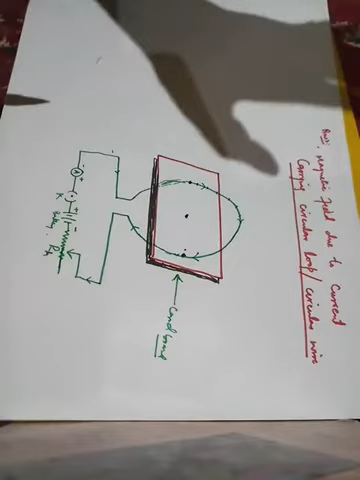 Magnetic field due to current
Carrying circular loop/circular wire
Cardboard
+ -
A
K
Rh